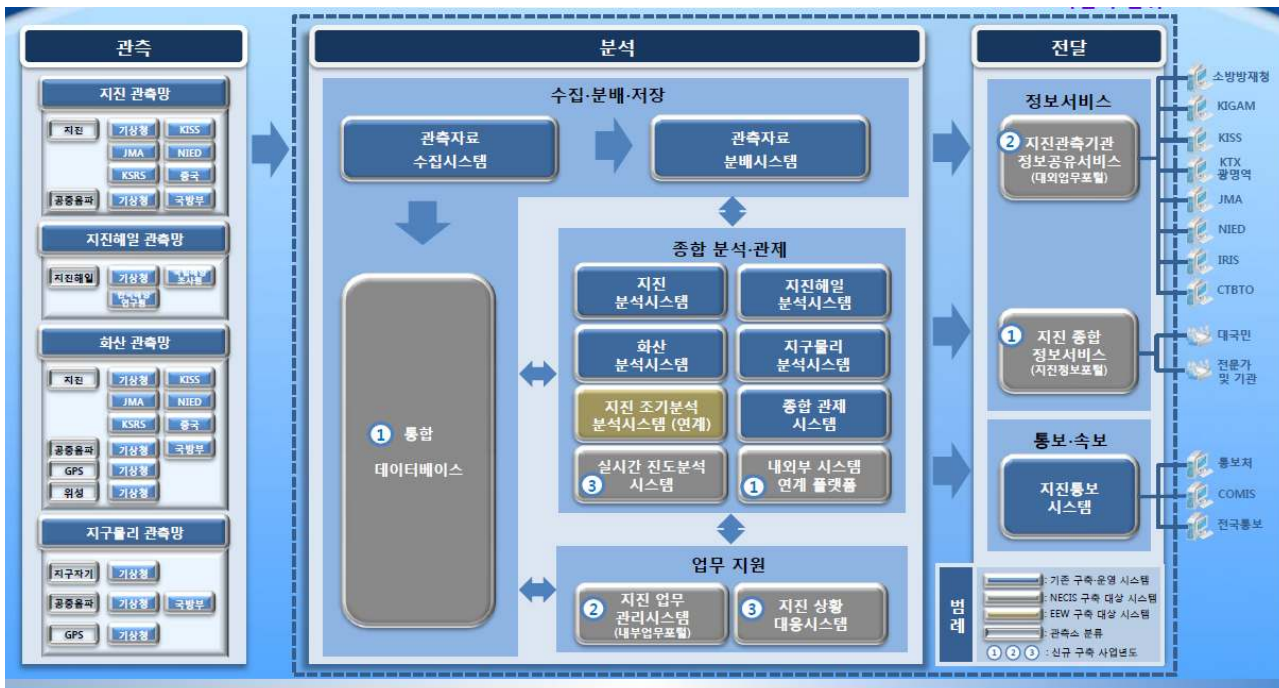 관측
지진 관측망
지진 기상청 KISS
JMA NIED
KSRS 중국
공중음파 기상청 국방부
지진해일 관측망
지진해일 기상청
화산 관측망
지진 기상청 KISS
JMA NIED
KSRS 중국
공중음파 기상청 국방부
GPS 기상청
위성 기상청
지구물리 관측망
지구자기 기상청
공중음파 기상청 국방부
GPS 기상청
분석
수집·분배·저장
관측자료
수집시스템
관측자료
분배시스템
① 통합
데이터베이스
종합 분석·관제
지진
분석시스템
지진해일
분석시스템
화산
분석시스템
지구물리
분석시스템
지진 조기분석
분석시스템 (연계)
종합 관제
시스템
③ 실시간 진도분석
시스템
① 내외부 시스템
연계 플랫폼
업무 지원
② 지진 업무
관리시스템
(내부업무포털)
③ 지진 상황
대응시스템
전달
정보서비스
② 지진관측기관
정보공유서비스
(대외업무포털)
① 지진 종합
정보서비스
(지진정보포털)
통보·속보
지진통보
시스템
소방방재청
KIGAM
KISS
KTX
광명역
JMA
NIED
IRIS
CTBTO
대국민
전문가
및 기관
통보처
COMIS
전국통보
범례
: 기존 구축·운영 시스템
: NECIS 구축 대상 시스템
: EEW 구축 대상 시스템
: 관측소 분류
① ② ③ : 신규 구축 사업년도